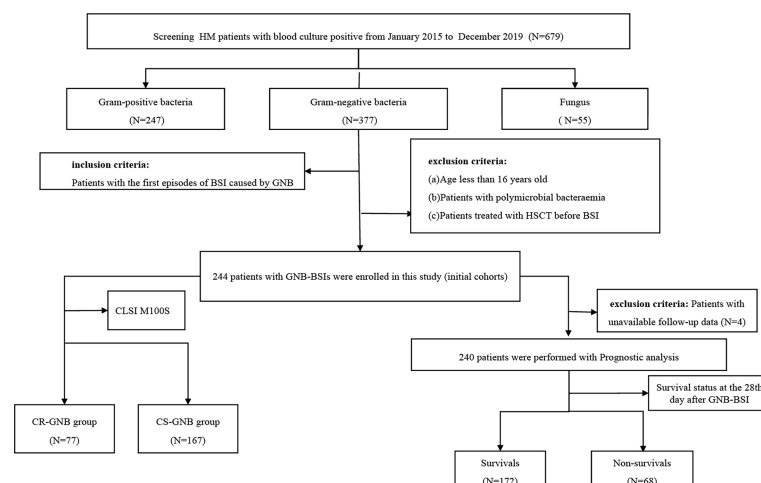 Screening HM patients with blood culture positive from January 2015 to December 2019 (N=679)
Gram-positive bacteria
(N=247)
Gram-negative bacteria
(N=377)
Fungus
( N=55)
inclusion criteria:
Patients with the first episodes of BSI caused by GNB
exclusion criteria:
(a)Age less than 16 years old
(b)Patients with polymicrobial bacteraemia
(c)Patients treated with HSCT before BSI
244 patients with GNB-BSIs were enrolled in this study (initial cohorts)
CLSI M100S
exclusion criteria: Patients with
unavailable follow-up data (N=4)
240 patients were performed with Prognostic analysis
Survival status at the 28th
day after GNB-BSI
CR-GNB group
(N=77)
CS-GNB group
(N=167)
Survivals
(N=172)
Non-survivals
(N=68)